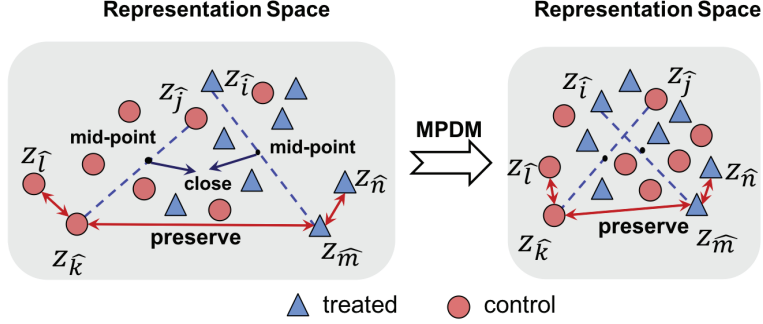 Representation Space
Representation Space
z_î
z_ĵ
mid-point
mid-point
z_l̂
close
z_n̂
preserve
z_k̂
z_m̂
MPDM
z_î
z_ĵ
z_l̂
z_n̂
preserve
z_k̂
z_m̂
treated
control